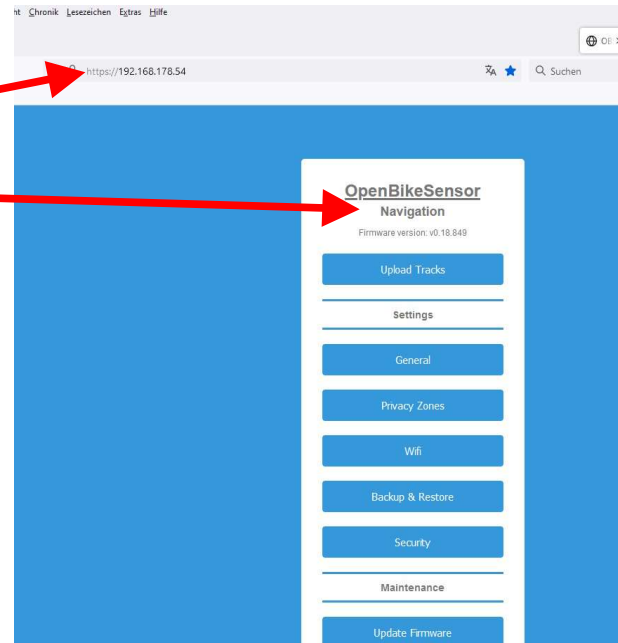 ht Chronik Lesezeichen Extras Hilfe
OB
https://192.168.178.54 Suchen
OpenBikeSensor
Navigation
Firmware version: v0.18.849
Upload Tracks
Settings
General
Privacy Zones
Wifi
Backup & Restore
Security
Maintenance
Update Firmware